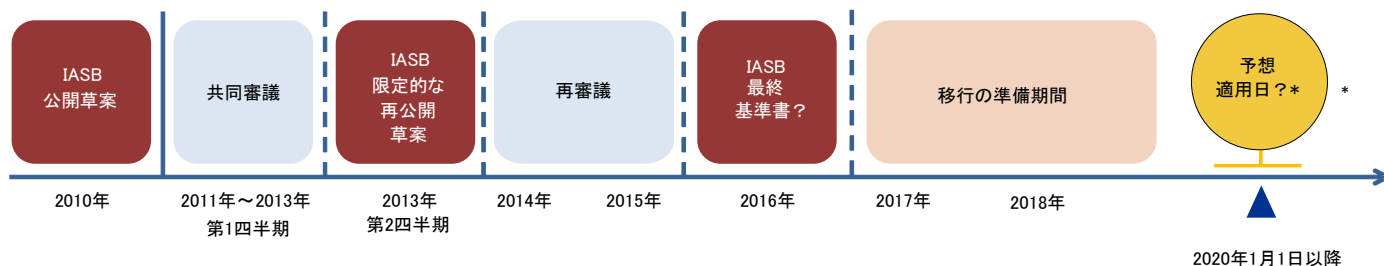 IASB
公開草案
共同審議
IASB
限定的な
再公開
草案
再審議
IASB
最終
基準書？
移行の準備期間
予想
適用日？*
*
2010年
2011年～2013年
第1四半期
2013年
第2四半期
2014年
2015年
2016年
2017年
2018年
2020年1月1日以降